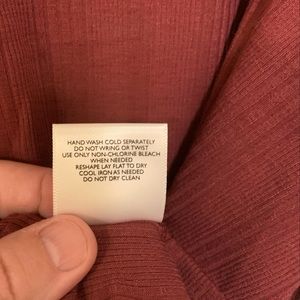 HAND WASH COLD SEPARATELY
DO NOT WRING OR TWIST
USE ONLY NON-CHLORINE BLEACH
WHEN NEEDED
RESHAPE LAY FLAT TO DRY
COOL IRON AS NEEDED
DO NOT DRY CLEAN